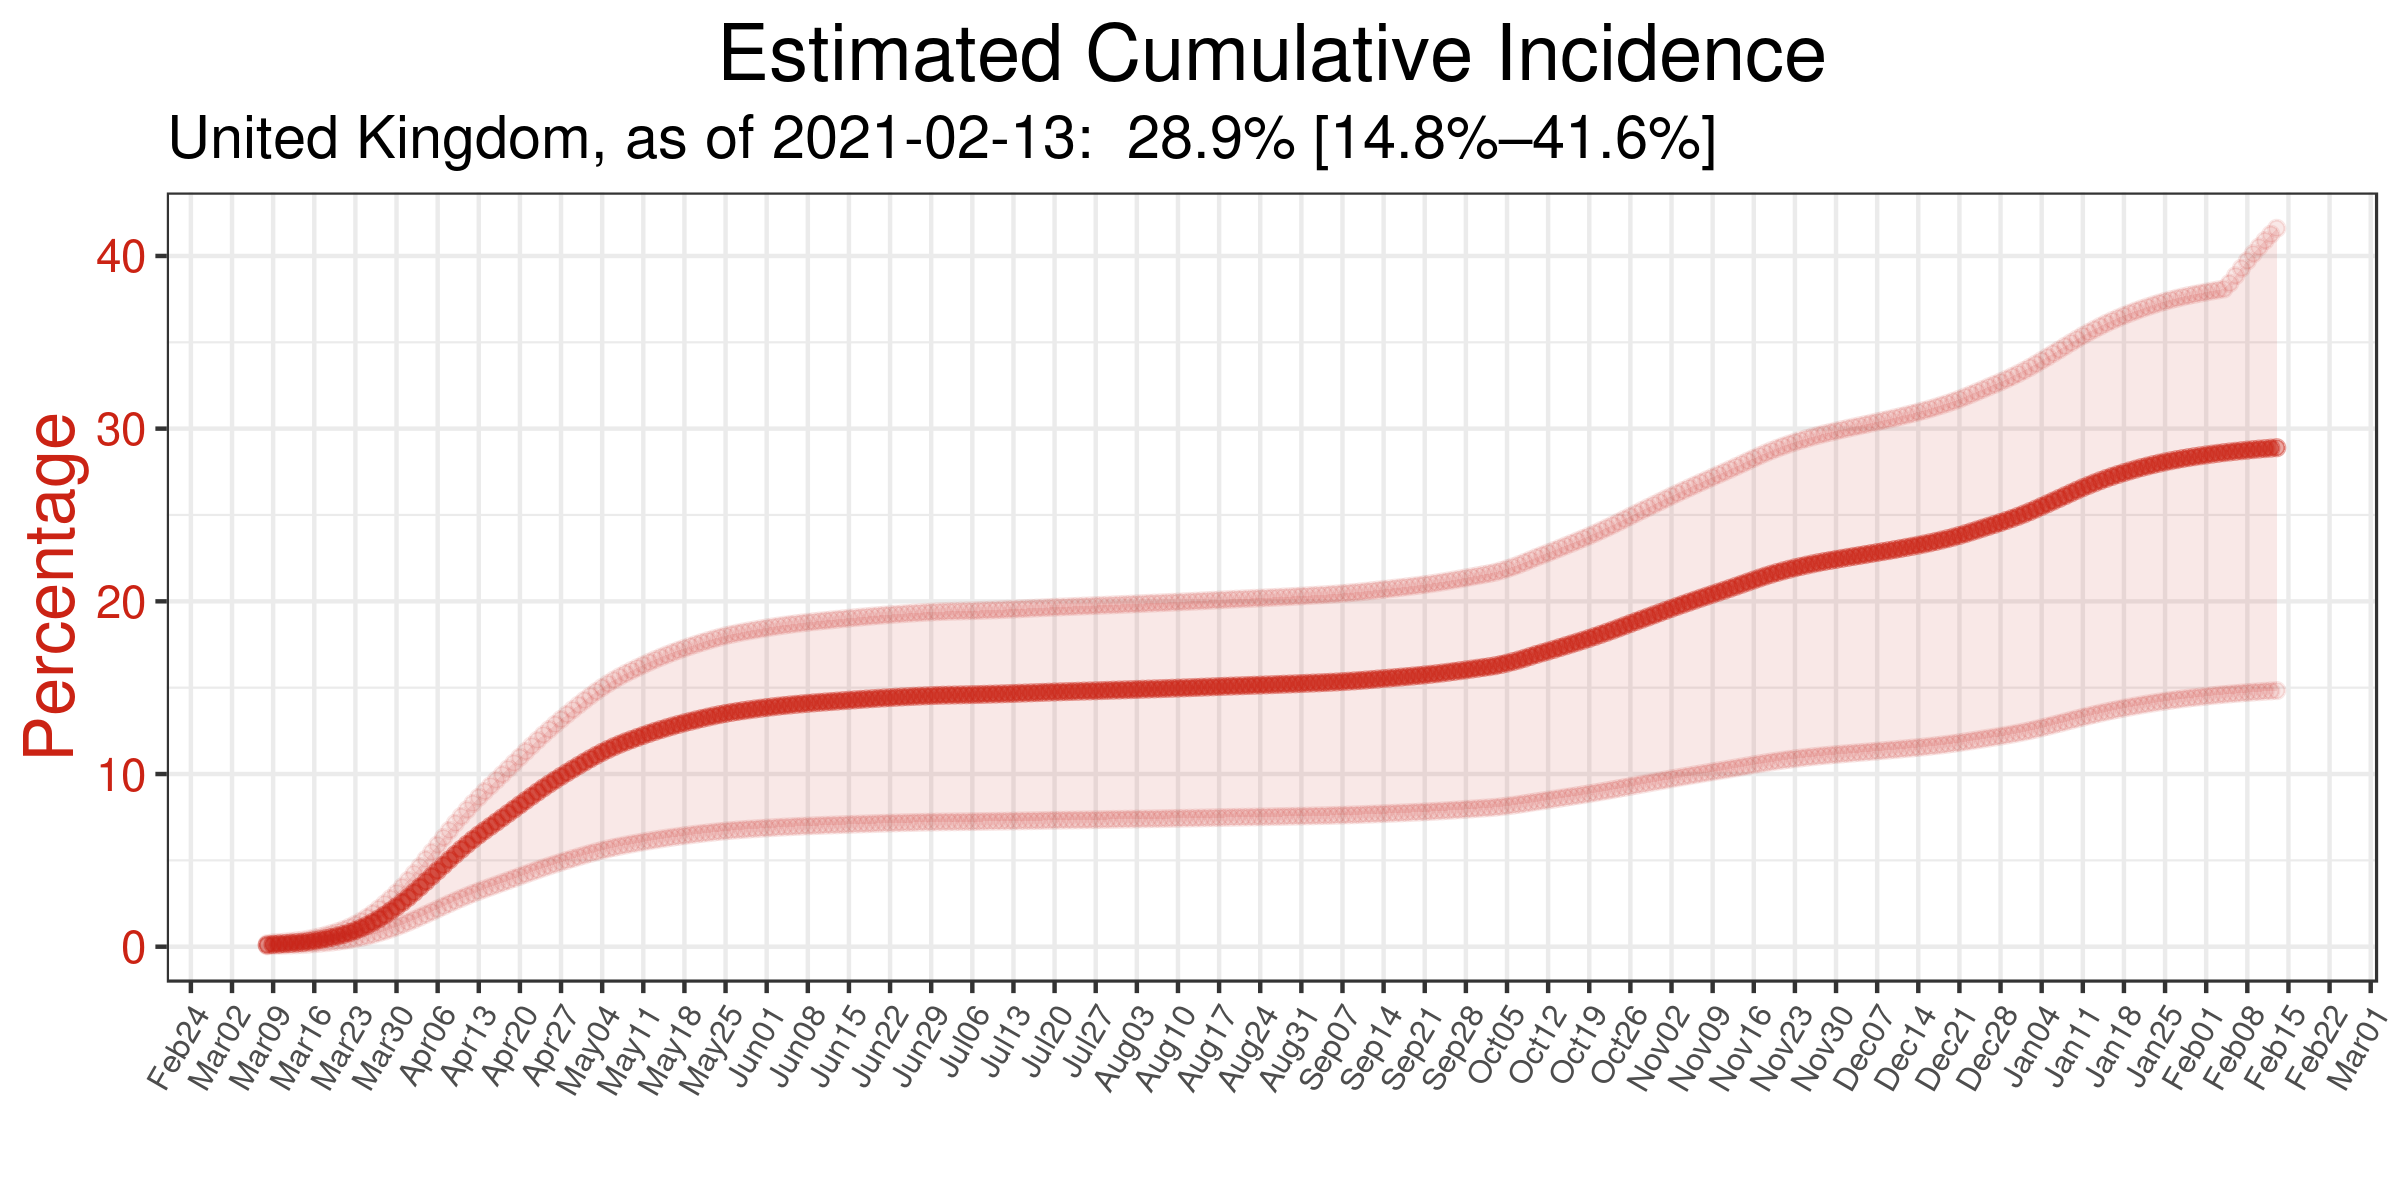 Estimated Cumulative Incidence
United Kingdom, as of 2021-02-13:  28.9% [14.8%–41.6%]
Percentage
40
30
20
10
0
Feb24
Mar02
Mar09
Mar16
Mar23
Mar30
Apr06
Apr13
Apr20
Apr27
May04
May11
May18
May25
Jun01
Jun08
Jun15
Jun22
Jun29
Jul06
Jul13
Jul20
Jul27
Aug03
Aug10
Aug17
Aug24
Aug31
Sep07
Sep14
Sep21
Sep28
Oct05
Oct12
Oct19
Oct26
Nov02
Nov09
Nov16
Nov23
Nov30
Dec07
Dec14
Dec21
Dec28
Jan04
Jan11
Jan18
Jan25
Feb01
Feb08
Feb15
Feb22
Mar01